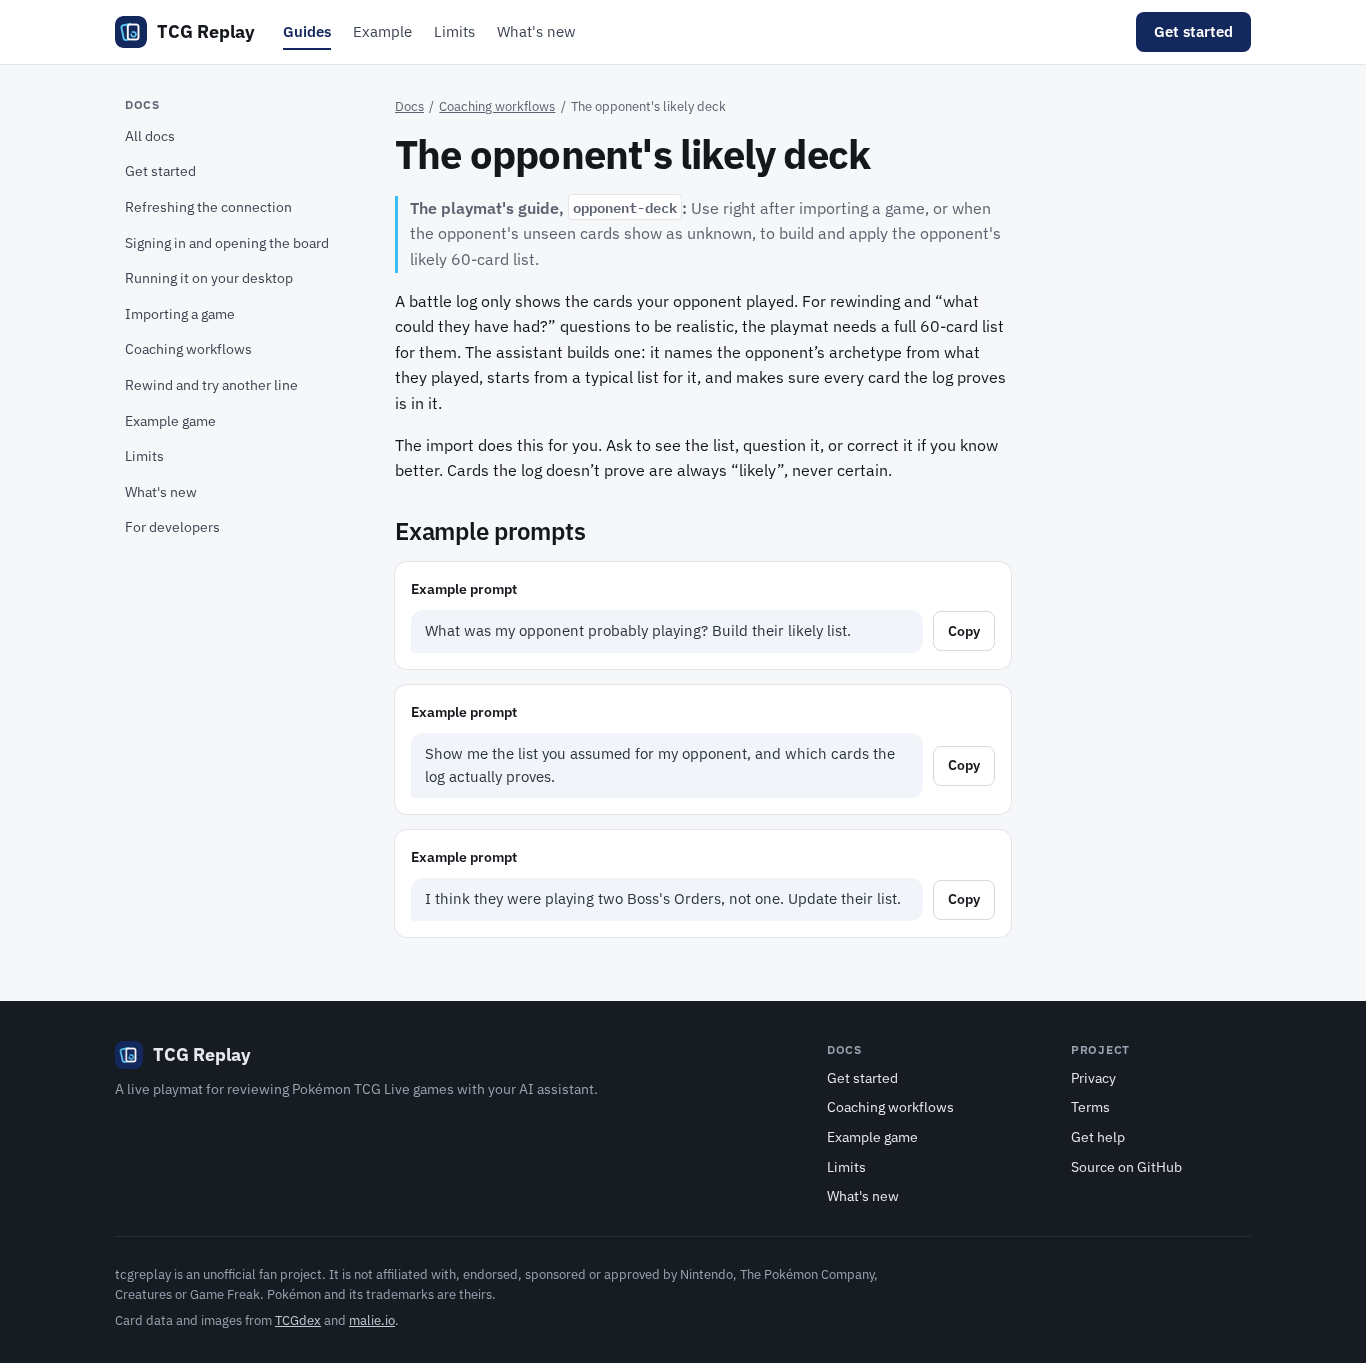 TCG Replay
Guides
Example
Limits
What's new
Get started
DOCS
All docs
Get started
Refreshing the connection
Signing in and opening the board
Running it on your desktop
Importing a game
Coaching workflows
Rewind and try another line
Example game
Limits
What's new
For developers
Docs / Coaching workflows / The opponent's likely deck
The opponent's likely deck
The playmat's guide, opponent-deck: Use right after importing a game, or when
the opponent's unseen cards show as unknown, to build and apply the opponent's
likely 60-card list.
A battle log only shows the cards your opponent played. For rewinding and “what
could they have had?” questions to be realistic, the playmat needs a full 60-card list
for them. The assistant builds one: it names the opponent’s archetype from what
they played, starts from a typical list for it, and makes sure every card the log proves
is in it.
The import does this for you. Ask to see the list, question it, or correct it if you know
better. Cards the log doesn’t prove are always “likely”, never certain.
Example prompts
Example prompt
What was my opponent probably playing? Build their likely list.
Copy
Example prompt
Show me the list you assumed for my opponent, and which cards the
log actually proves.
Copy
Example prompt
I think they were playing two Boss's Orders, not one. Update their list.
Copy
TCG Replay
A live playmat for reviewing Pokémon TCG Live games with your AI assistant.
DOCS
Get started
Coaching workflows
Example game
Limits
What's new
PROJECT
Privacy
Terms
Get help
Source on GitHub
tcgreplay is an unofficial fan project. It is not affiliated with, endorsed, sponsored or approved by Nintendo, The Pokémon Company,
Creatures or Game Freak. Pokémon and its trademarks are theirs.
Card data and images from TCGdex and malie.io.